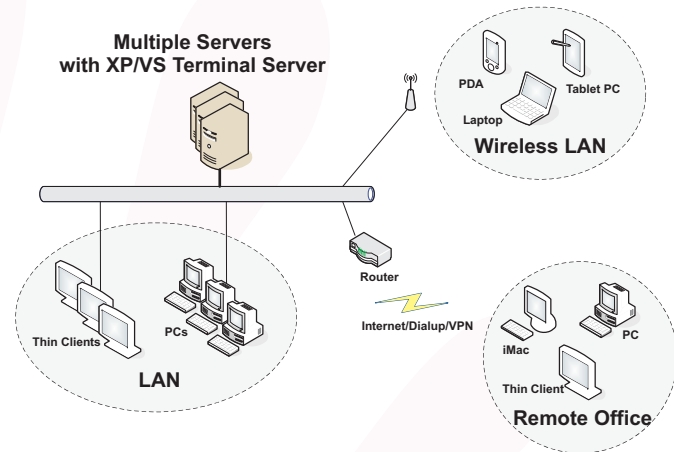 Multiple Servers
with XP/VS Terminal Server
PDA
Tablet PC
Laptop
Wireless LAN
Router
Internet/Dialup/VPN
Thin Clients
PCs
LAN
iMac
PC
Thin Client
Remote Office